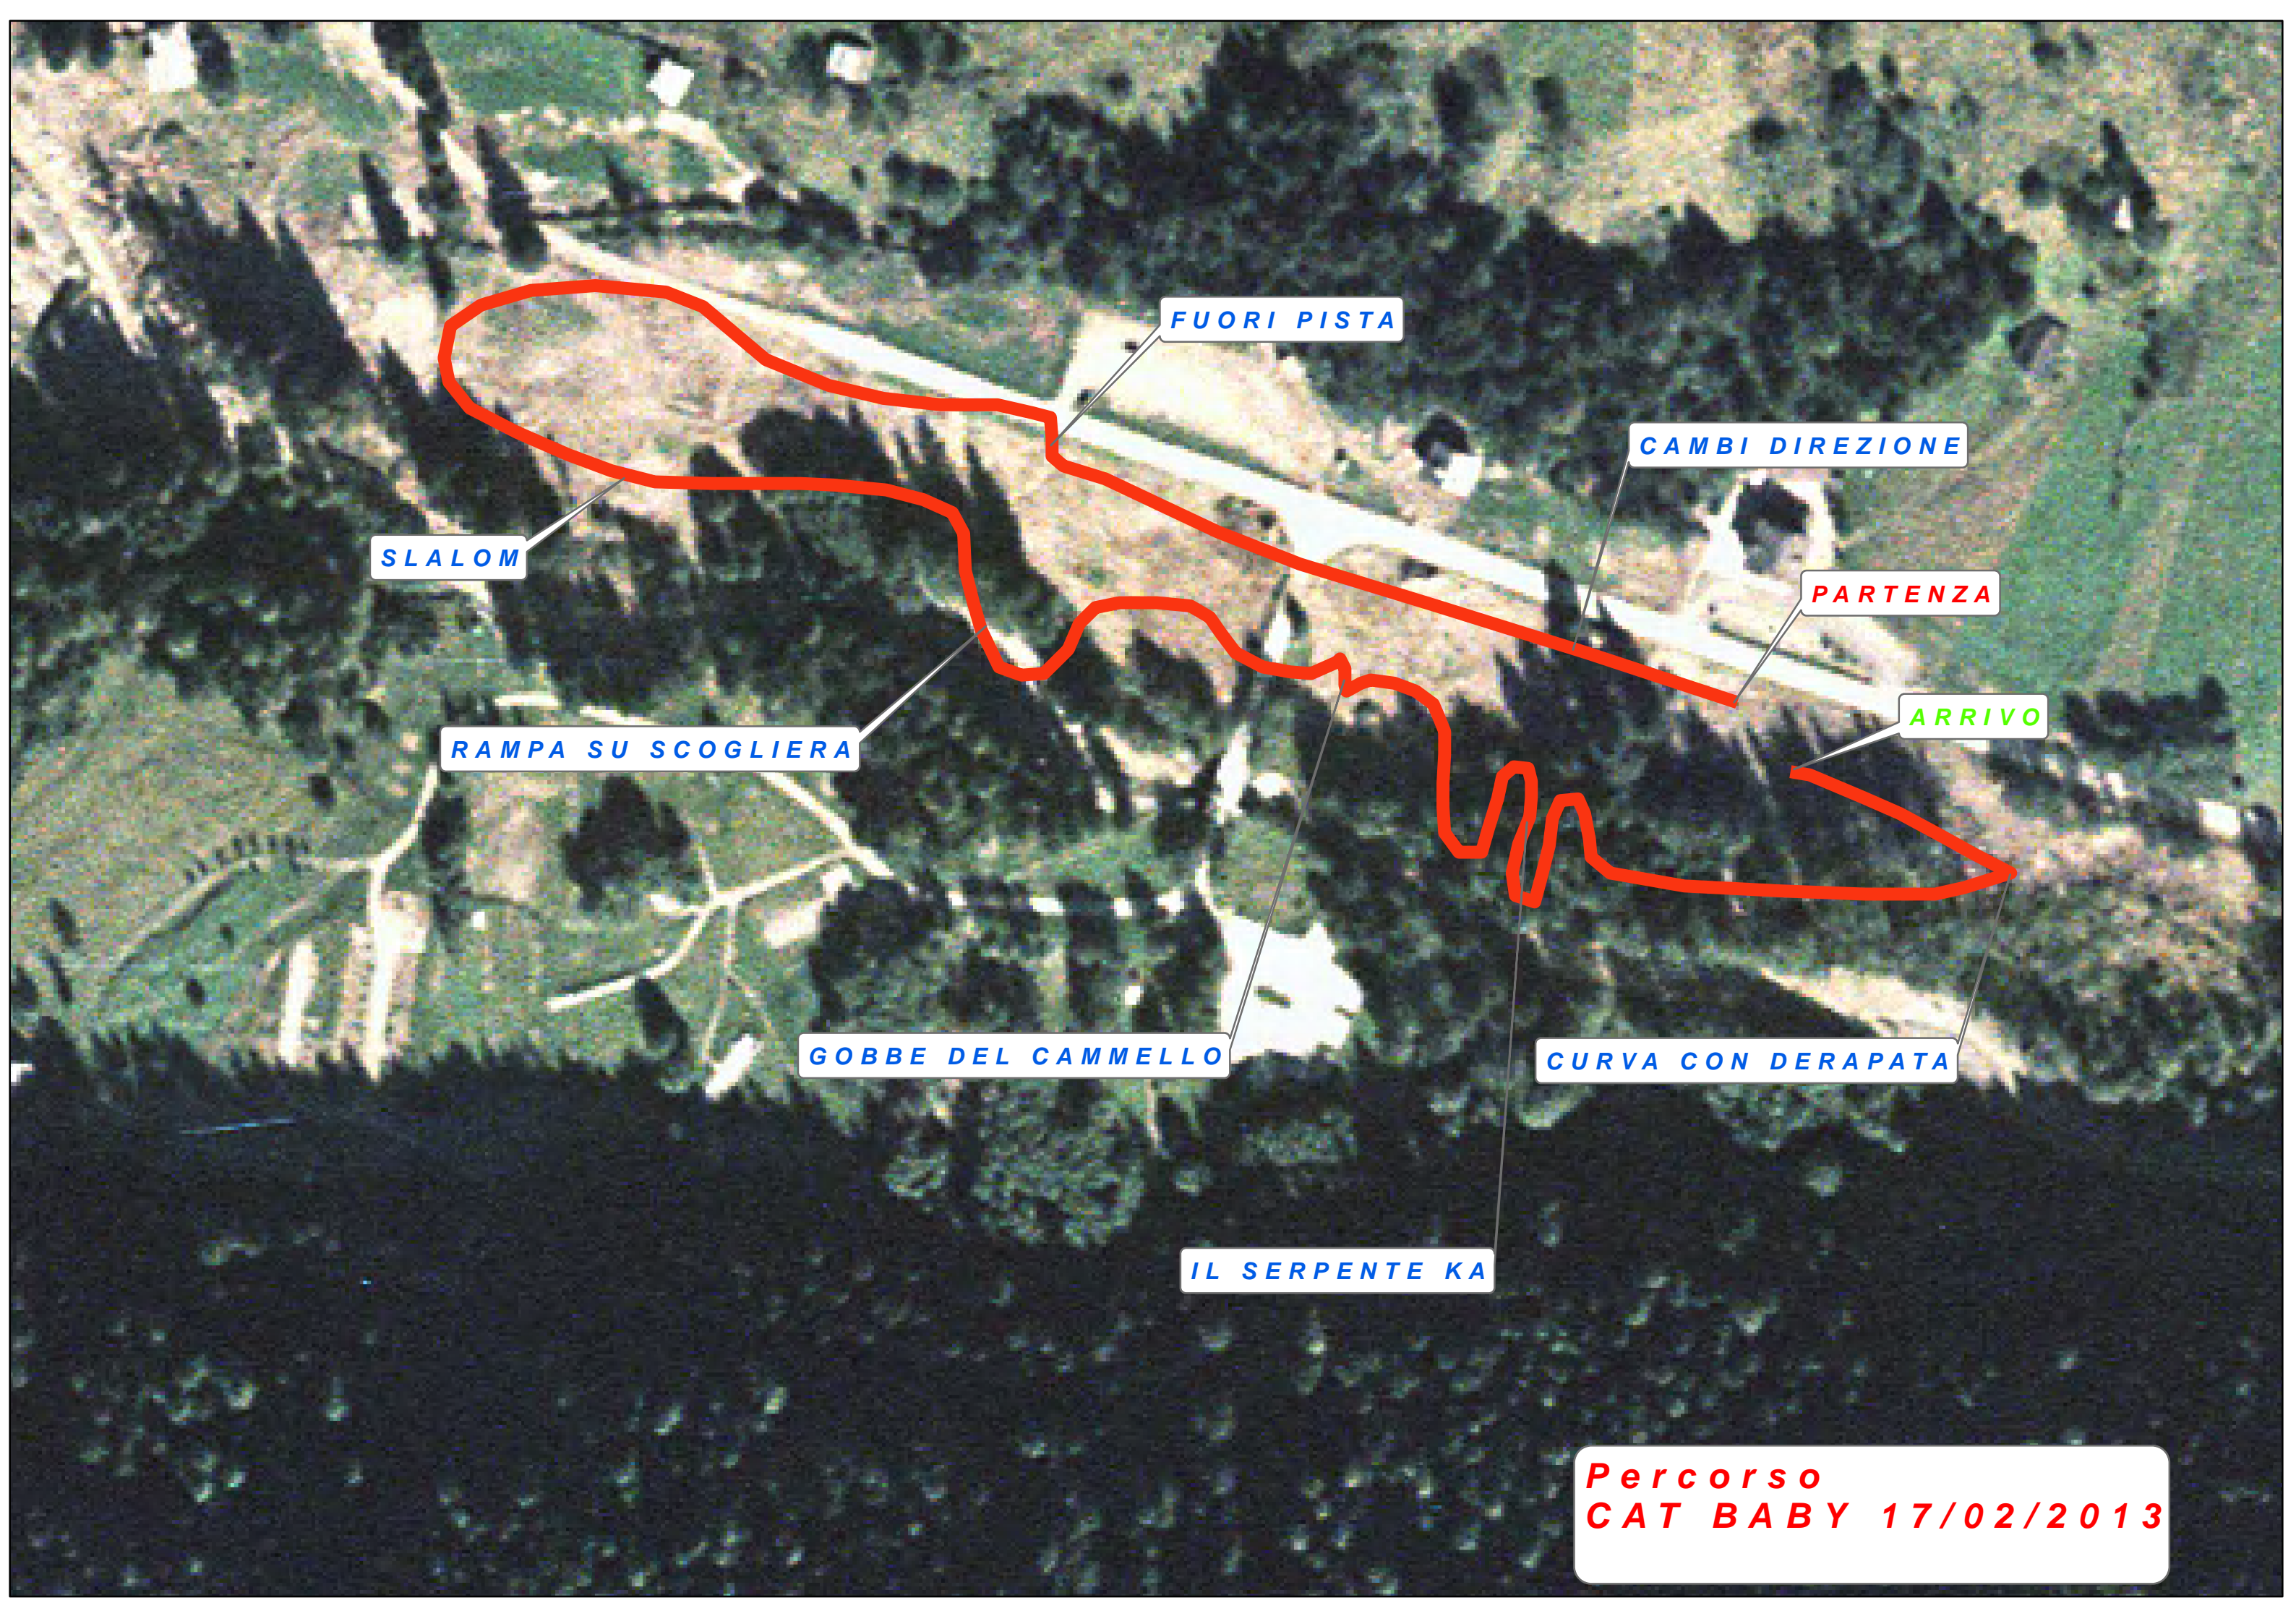 FUORI PISTA
CAMBI DIREZIONE
SLALOM
PARTENZA
ARRIVO
RAMPA SU SCOGLIERA
GOBBE DEL CAMMELLO
CURVA CON DERAPATA
IL SERPENTE KA
Percorso
CAT BABY 17/02/2013